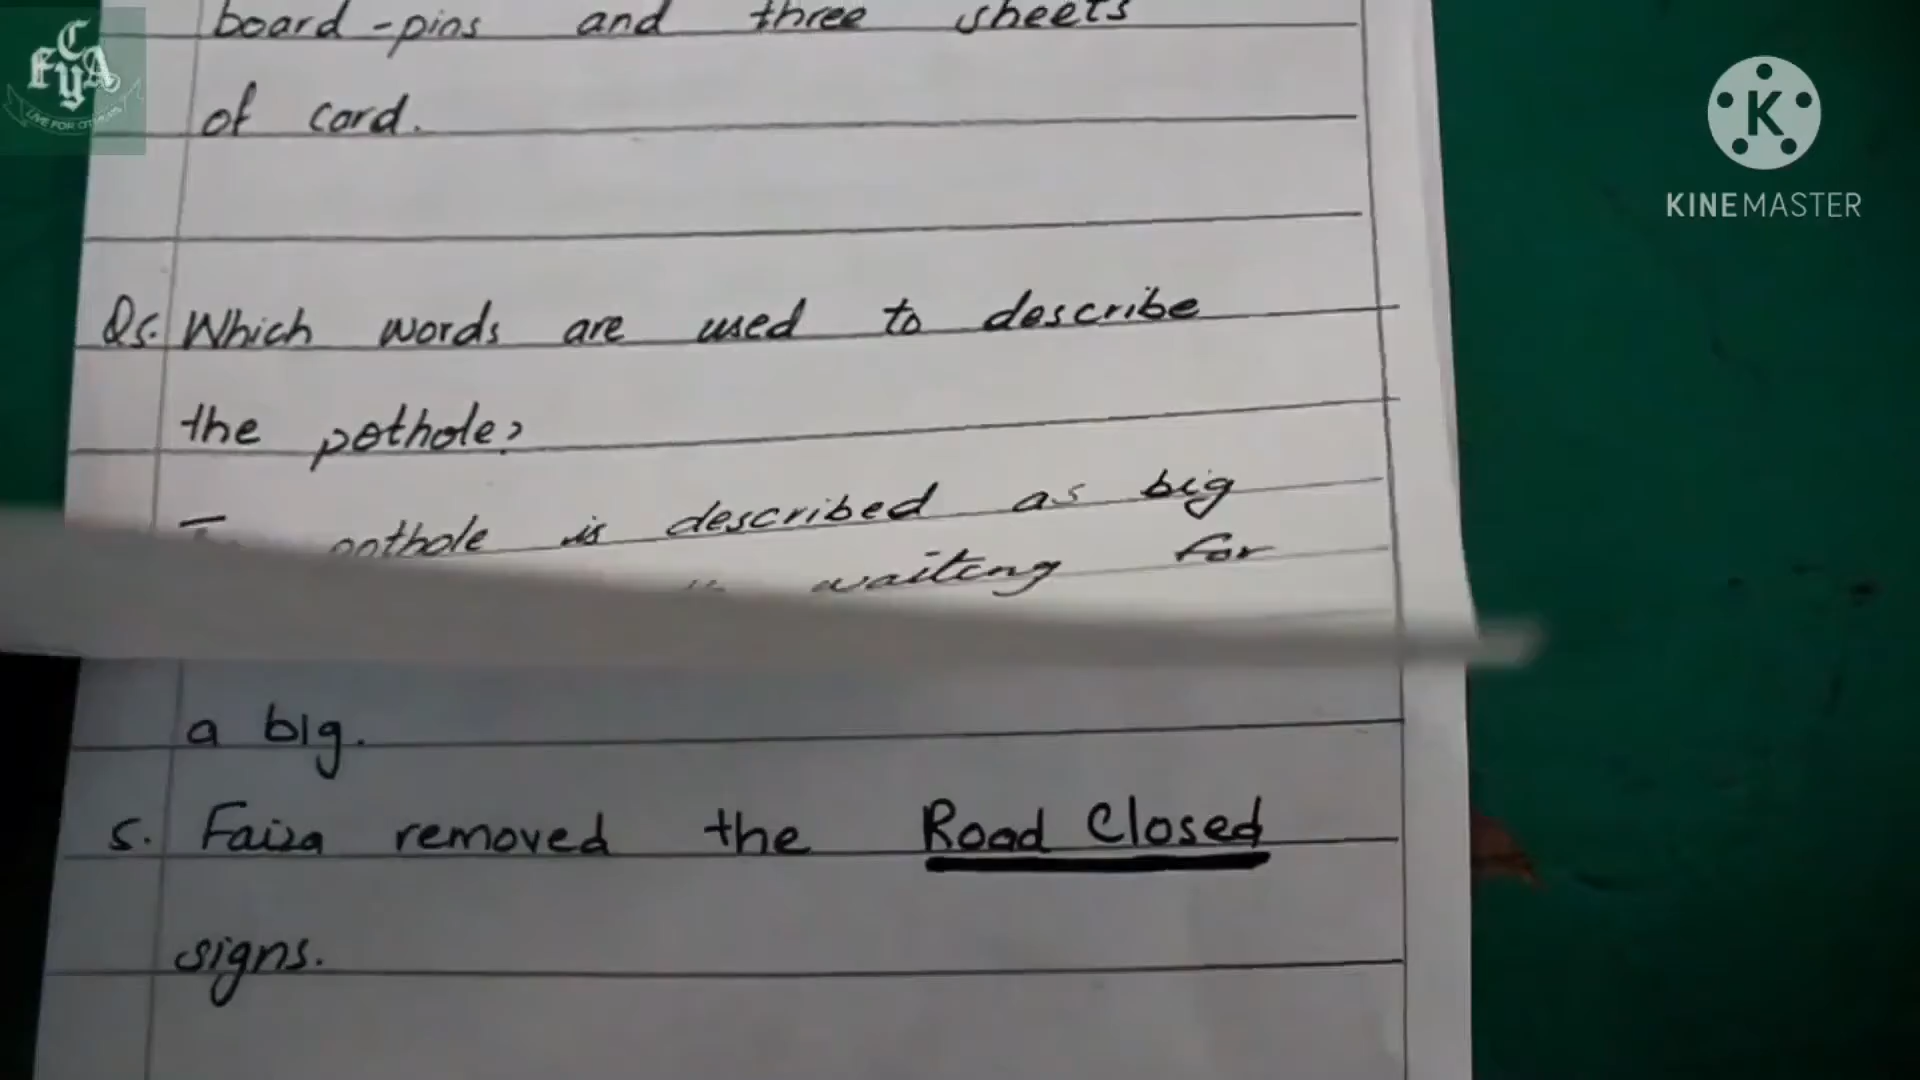 board-pins and three sheets
of card.
Q5. Which words are used to describe
the pothole?
pothole is described as big
waiting for
a big.
5. Faiza removed the Road Closed
signs.
KINEMASTER